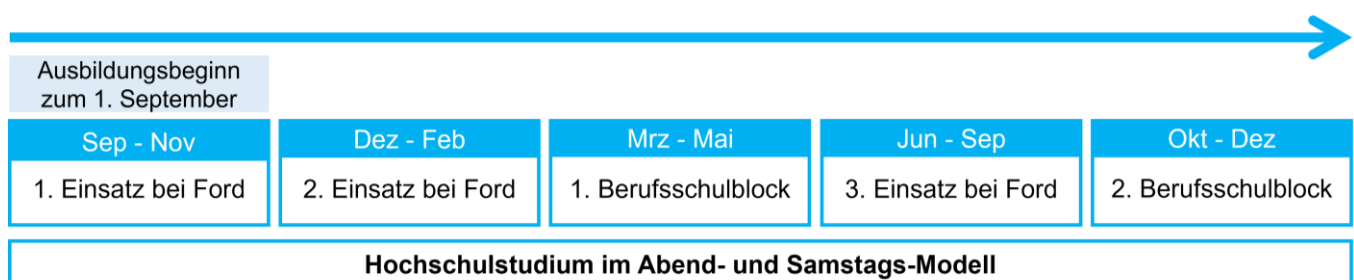 Ausbildungsbeginn
zum 1. September
Sep - Nov
Dez - Feb
Mrz - Mai
Jun - Sep
Okt - Dez
1. Einsatz bei Ford
2. Einsatz bei Ford
1. Berufsschulblock
3. Einsatz bei Ford
2. Berufsschulblock
Hochschulstudium im Abend- und Samstags-Modell